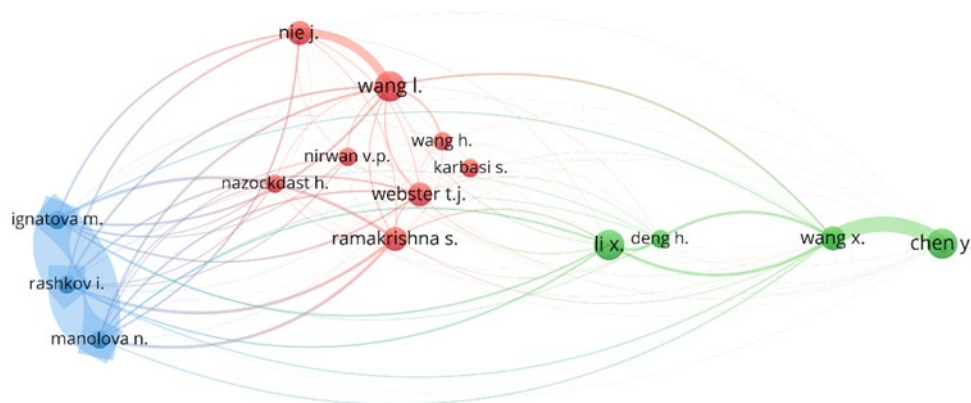 nie j.
wang l.
wang h.
nirwan v.p.
karbasi s.
nazockdast h.
webster t.j.
ignatova m.
ramakrishna s.
li x.
deng h.
wang x.
chen y
rashkov i.
manolova n.